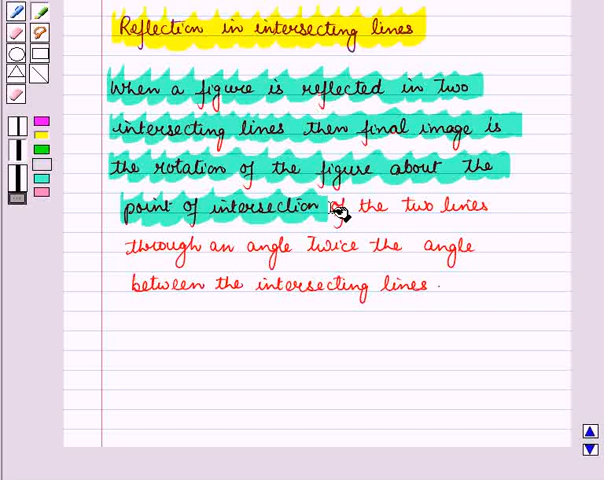 Reflection in intersecting lines
When a figure is reflected in two
intersecting lines then final image is
the rotation of the figure about the
point of intersection of the two lines
through an angle twice the angle
between the intersecting lines.